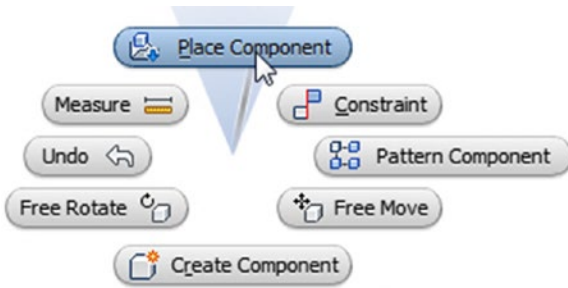 Place Component
Measure
Constraint
Undo
Pattern Component
Free Rotate
Free Move
Create Component